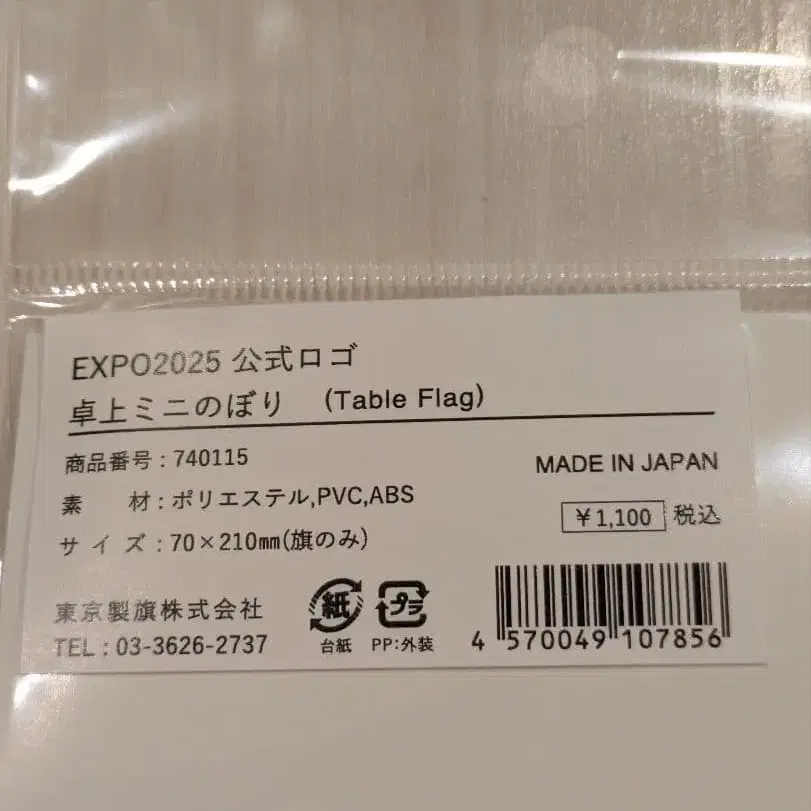 EXPO2025 公式ロゴ
卓上ミニのぼり (Table Flag)
商品番号:740115
MADE IN JAPAN
素 材:ポリエステル,PVC,ABS
¥1,100 税込
サイズ:70×210㎜(旗のみ)
東京製旗株式会社
TEL:03-3626-2737
紙
台紙
プラ
PP:外装
4 570049 107856